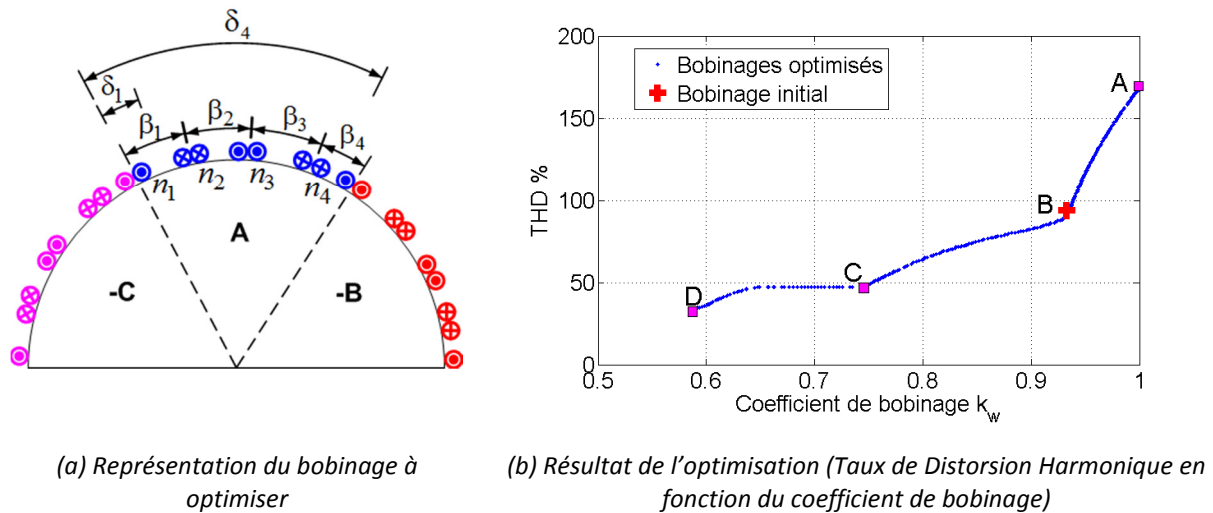 δ4
δ1
β1
β2
β3
β4
n1
n2
n3
n4
A
-C
-B
200
150
100
50
0
THD %
Bobinages optimisés
Bobinage initial
A
B
C
D
0.5
0.6
0.7
0.8
0.9
1
Coefficient de bobinage kw
(a) Représentation du bobinage à
optimiser
(b) Résultat de l’optimisation (Taux de Distorsion Harmonique en
fonction du coefficient de bobinage)